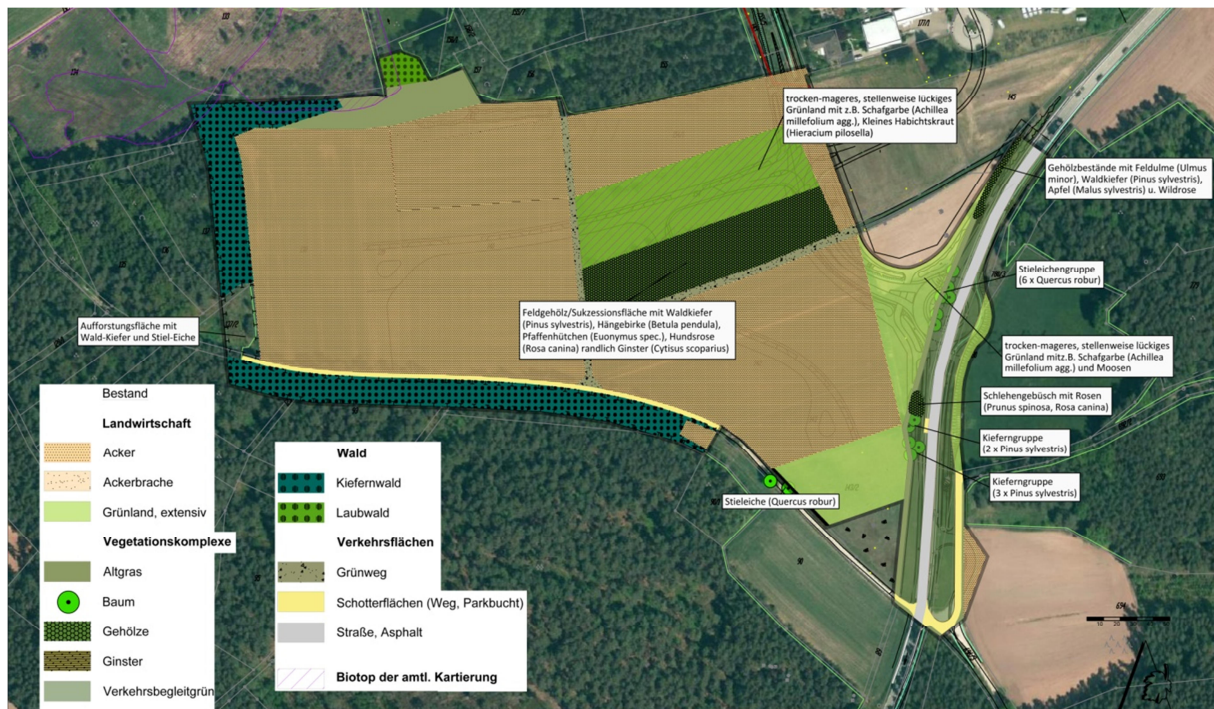 trocken-mageres, stellenweise lückiges
Grünland mit z.B. Schafgarbe (Achillea
millefolium agg.), Kleines Habichtskraut
(Hieracium pilosella)
Gehölzbestände mit Feldulme (Ulmus
minor), Waldkiefer (Pinus sylvestris),
Apfel (Malus sylvestris) u. Wildrose
Stieleichengruppe
(6 x Quercus robur)
Feldgehölz/Sukzessionsfläche mit Waldkiefer
(Pinus sylvestris), Hängebirke (Betula pendula),
Pfaffenhütchen (Euonymus spec.), Hundsrose
(Rosa canina) randlich Ginster (Cytisus scoparius)
Aufforstungsfläche mit
Wald-Kiefer und Stiel-Eiche
trocken-mageres, stellenweise lückiges
Grünland mitz.B. Schafgarbe (Achillea
millefolium agg.) und Moosen
Schlehengebüsch mit Rosen
(Prunus spinosa, Rosa canina)
Kieferngruppe
(2 x Pinus sylvestris)
Kieferngruppe
(3 x Pinus sylvestris)
Stieleiche (Quercus robur)
Bestand
Landwirtschaft
Acker
Ackerbrache
Grünland, extensiv
Vegetationskomplexe
Altgras
Baum
Gehölze
Ginster
Verkehrsbegleitgrün
Wald
Kiefernwald
Laubwald
Verkehrsflächen
Grünweg
Schotterflächen (Weg, Parkbucht)
Straße, Asphalt
Biotop der amtl. Kartierung
694